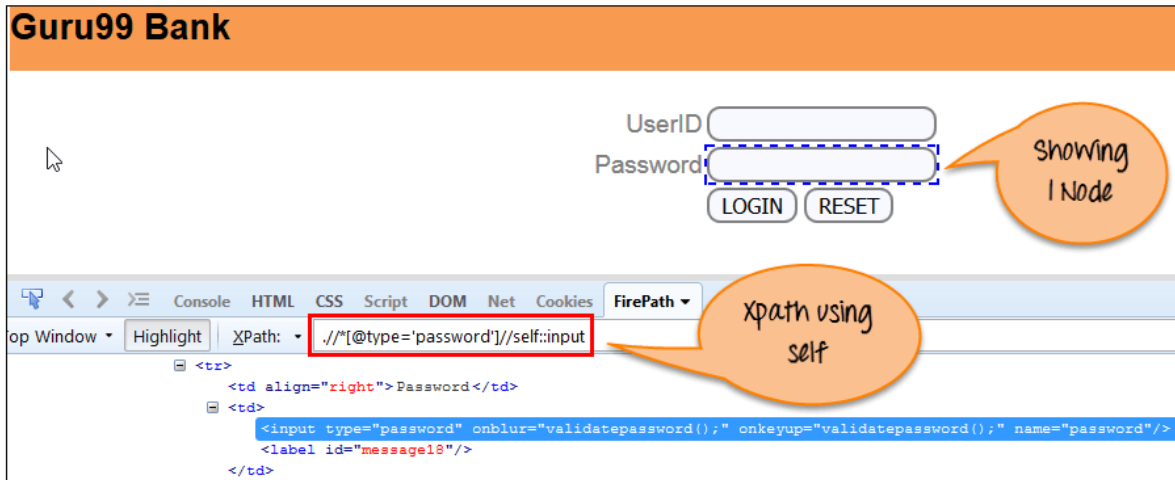 Guru99 Bank
UserID
Password
LOGIN RESET
Showing
1 Node
Console HTML CSS Script DOM Net Cookies FirePath
Xpath using
self
op Window Highlight XPath: .//*[@type='password']//self::input
<tr>
<td align="right">Password</td>
<td>
<input type="password" onblur="validatepassword();" onkeyup="validatepassword();" name="password"/>
<label id="message18"/>
</td>